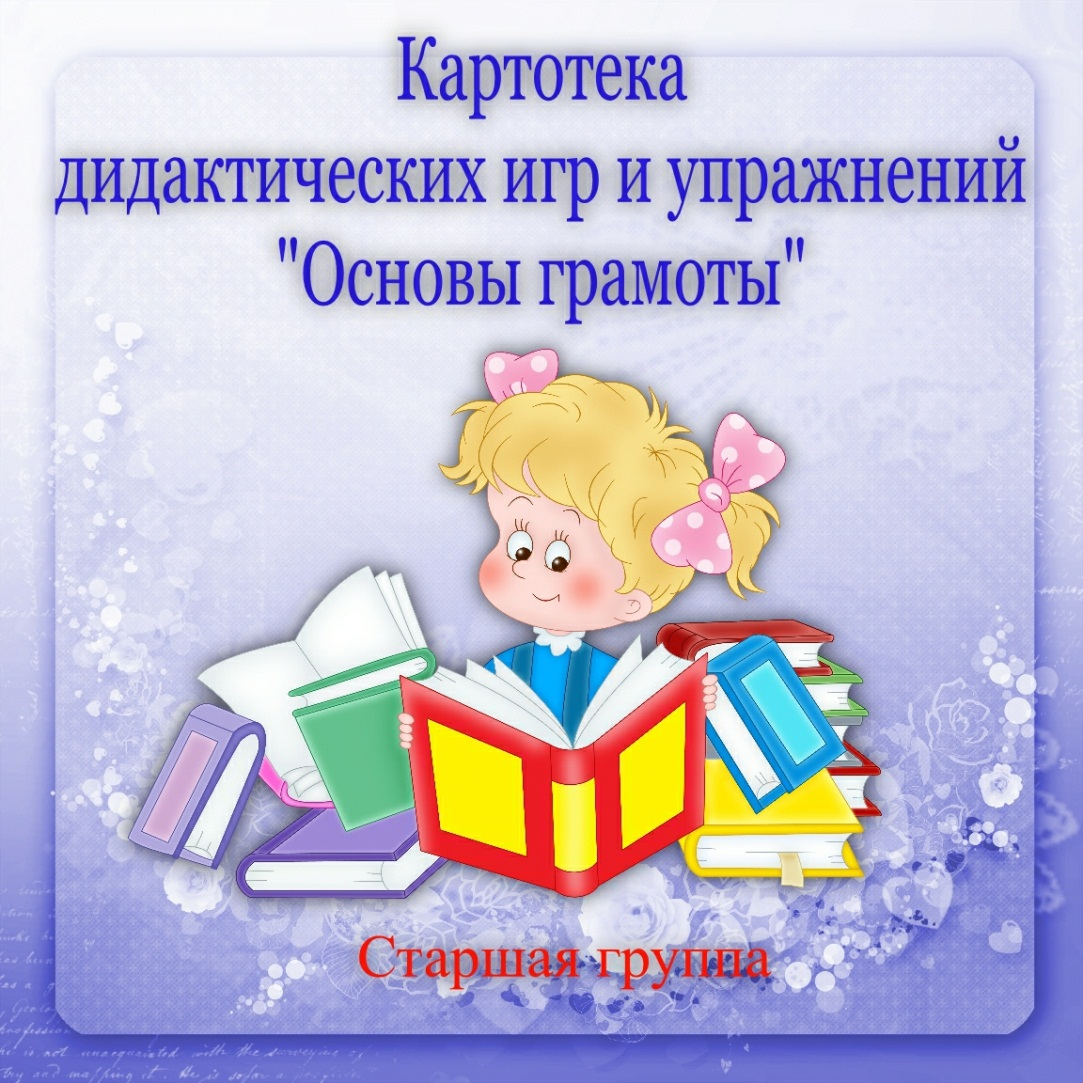 Картотека
дидактических игр и упражнений
"Основы грамоты"
Старшая группа